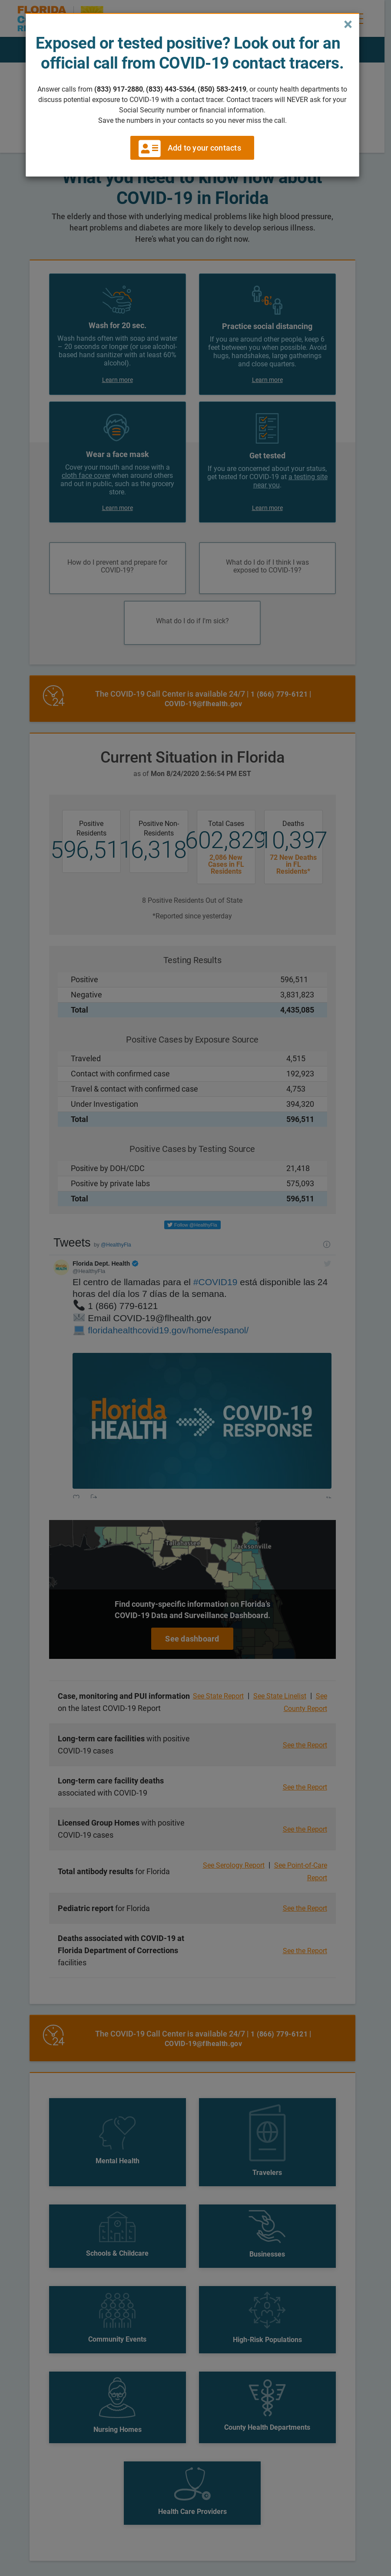 FLORIDA
×
Exposed or tested positive? Look out for an
official call from COVID-19 contact tracers.
Answer calls from (833) 917-2880, (833) 443-5364, (850) 583-2419, or county health departments to
discuss potential exposure to COVID-19 with a contact tracer. Contact tracers will NEVER ask for your
Social Security number or financial information.
Save the numbers in your contacts so you never miss the call.
Add to your contacts
What you need to know now about
COVID-19 in Florida
The elderly and those with underlying medical problems like high blood pressure,
heart problems and diabetes are more likely to develop serious illness.
Here's what you can do right now.
Wash for 20 sec.
Wash hands often with soap and water
– 20 seconds or longer (or use alcohol-
based hand sanitizer with at least 60%
alcohol).
Learn more
Practice social distancing
If you are around other people, keep 6
feet between you when possible. Avoid
hugs, handshakes, large gatherings
and close quarters.
Learn more
Wear a face mask
Cover your mouth and nose with a
cloth face cover when around others
and out in public, such as the grocery
store.
Learn more
Get tested
If you are concerned about your status,
get tested for COVID-19 at a testing site
near you.
Learn more
How do I prevent and prepare for
COVID-19?
What do I do if I think I was
exposed to COVID-19?
What do I do if I'm sick?
24
The COVID-19 Call Center is available 24/7 | 1 (866) 779-6121 |
COVID-19@flhealth.gov
Current Situation in Florida
as of Mon 8/24/2020 2:56:54 PM EST
Positive
Residents
596,511
Positive Non-
Residents
6,318
Total Cases
602,829
2,086 New
Cases in FL
Residents
Deaths
10,397
72 New Deaths
in FL
Residents*
8 Positive Residents Out of State
*Reported since yesterday
Testing Results
Positive 596,511
Negative 3,831,823
Total 4,435,085
Positive Cases by Exposure Source
Traveled 4,515
Contact with confirmed case 192,923
Travel & contact with confirmed case 4,753
Under Investigation 394,320
Total 596,511
Positive Cases by Testing Source
Positive by DOH/CDC 21,418
Positive by private labs 575,093
Total 596,511
Follow @HealthyFla
Tweets by @HealthyFla
Florida Dept. Health
@HealthyFla
El centro de llamadas para el #COVID19 está disponible las 24
horas del día los 7 días de la semana.
1 (866) 779-6121
Email COVID-19@flhealth.gov
floridahealthcovid19.gov/home/espanol/
Florida
HEALTH
COVID-19
RESPONSE
Tallahassee
Jacksonville
Find county-specific information on Florida's
COVID-19 Data and Surveillance Dashboard.
See dashboard
Case, monitoring and PUI information
on the latest COVID-19 Report
See State Report | See State Linelist | See
County Report
Long-term care facilities with positive
COVID-19 cases
See the Report
Long-term care facility deaths
associated with COVID-19
See the Report
Licensed Group Homes with positive
COVID-19 cases
See the Report
Total antibody results for Florida
See Serology Report | See Point-of-Care
Report
Pediatric report for Florida
See the Report
Deaths associated with COVID-19 at
Florida Department of Corrections
facilities
See the Report
24
The COVID-19 Call Center is available 24/7 | 1 (866) 779-6121 |
COVID-19@flhealth.gov
Mental Health
Travelers
Schools & Childcare
Businesses
Community Events
High-Risk Populations
Nursing Homes
County Health Departments
Health Care Providers